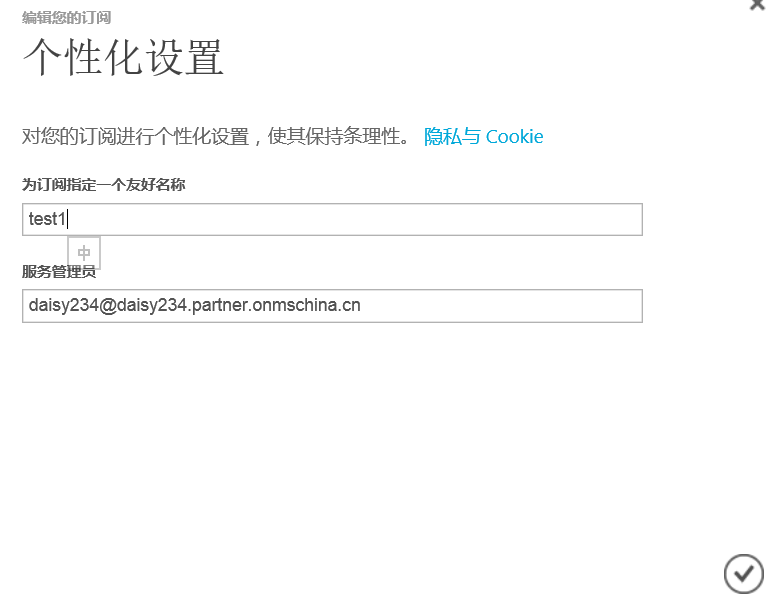 编辑您的订阅
个性化设置
对您的订阅进行个性化设置，使其保持条理性。 隐私与 Cookie
为订阅指定一个友好名称
test1
中
服务管理员
daisy234@daisy234.partner.onmschina.cn